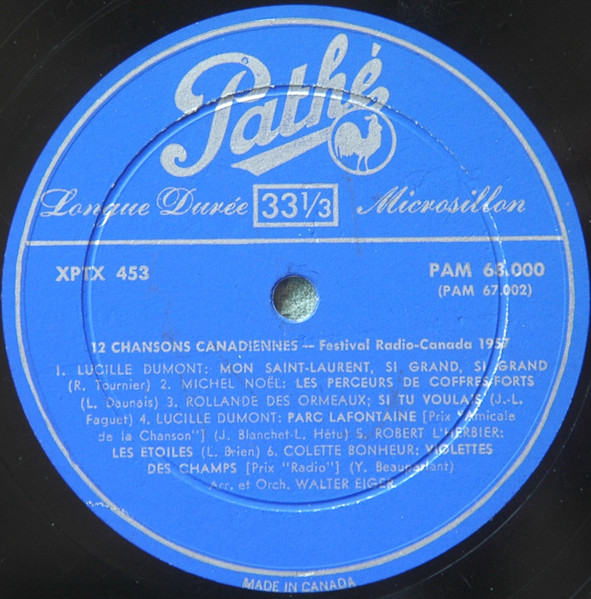 Pathé
Longue Durée 33 1/3 Microsillon
XPTX 453 PAM 68.000
(PAM 67.002)
12 CHANSONS CANADIENNES — Festival Radio-Canada 1957
1. LUCILLE DUMONT: MON SAINT-LAURENT, SI GRAND, SI GRAND
(R. Tournier) 2. MICHEL NOËL: LES PERCEURS DE COFFRES-FORTS
(L. Daunais) 3. ROLLANDE DES ORMEAUX: SI TU VOULAIS (J.-L.
Faguet) 4. LUCILLE DUMONT: PARC LAFONTAINE [Prix "Amicale
de la Chanson"] (J. Blanchet-L. Hétu) 5. ROBERT L'HERBIER:
LES ETOILES (L. Brien) 6. COLETTE BONHEUR: VIOLETTES
DES CHAMPS [Prix "Radio"] (Y. Beauparlant)
Arr. et Orch. WALTER EIGER
MADE IN CANADA